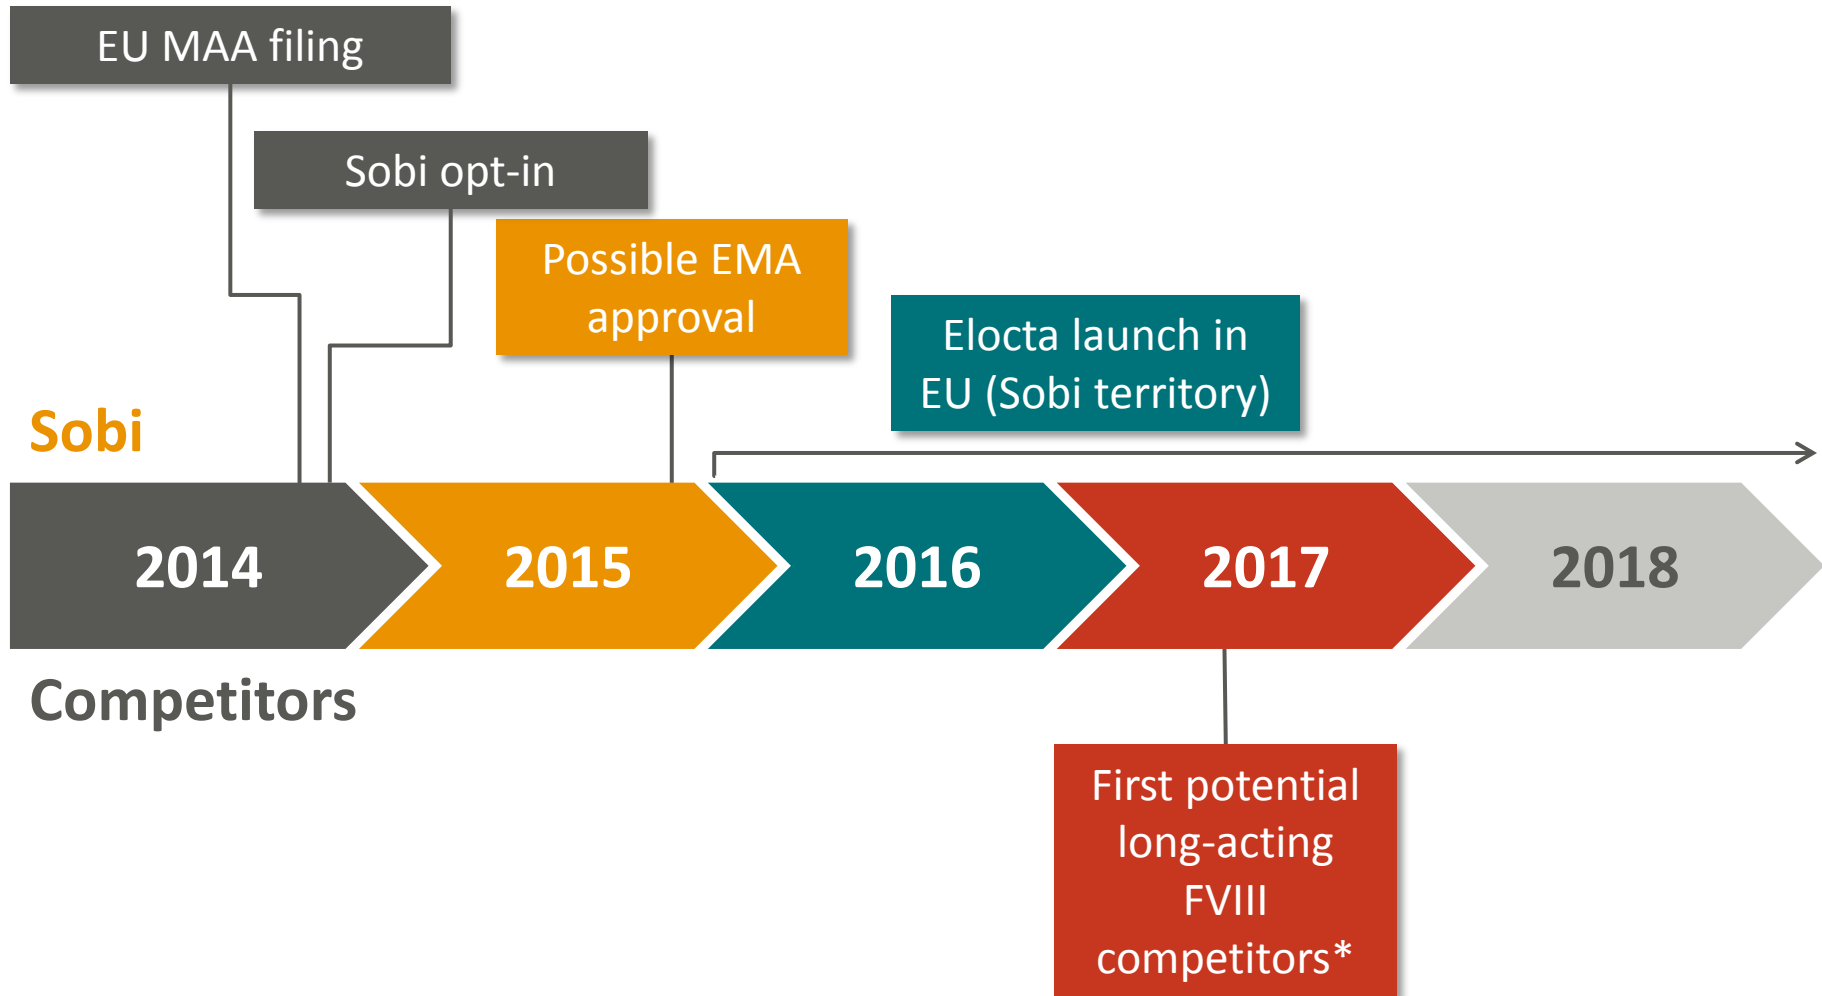 EU MAA filing
Sobi opt-in
Possible EMA
approval
Elocta launch in
EU (Sobi territory)
Sobi
2014
2015
2016
2017
2018
Competitors
First potential
long-acting
FVIII
competitors*